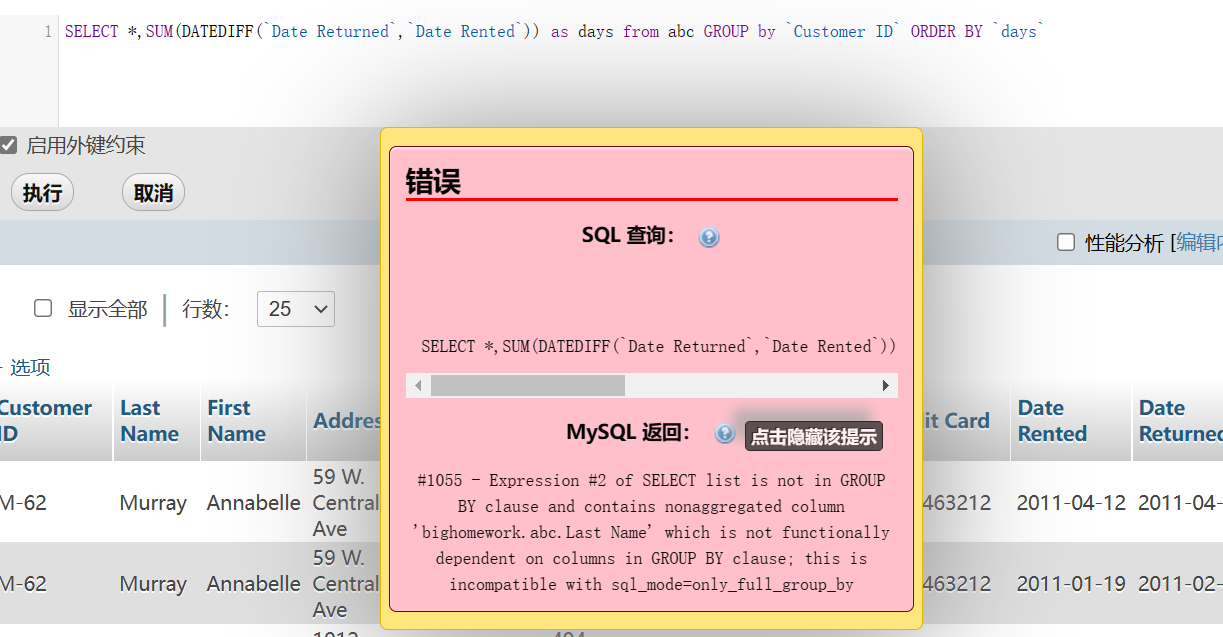 1 SELECT *,SUM(DATEDIFF(`Date Returned`,`Date Rented`)) as days from abc GROUP by `Customer ID` ORDER BY `days`
启用外键约束
执行 取消
错误
SQL 查询：
SELECT *,SUM(DATEDIFF(`Date Returned`,`Date Rented`))
MySQL 返回：
点击隐藏该提示
#1055 - Expression #2 of SELECT list is not in GROUP
BY clause and contains nonaggregated column
'bighomework.abc.Last Name' which is not functionally
dependent on columns in GROUP BY clause; this is
incompatible with sql_mode=only_full_group_by
性能分析 [编辑
显示全部 行数： 25
选项
Customer Last First Date Date
ID Name Name Addres it Card Rented Returned
59 W.
M-62 Murray Annabelle Central 463212 2011-04-12 2011-04-
Ave
59 W.
M-62 Murray Annabelle Central 463212 2011-01-19 2011-02-
Ave